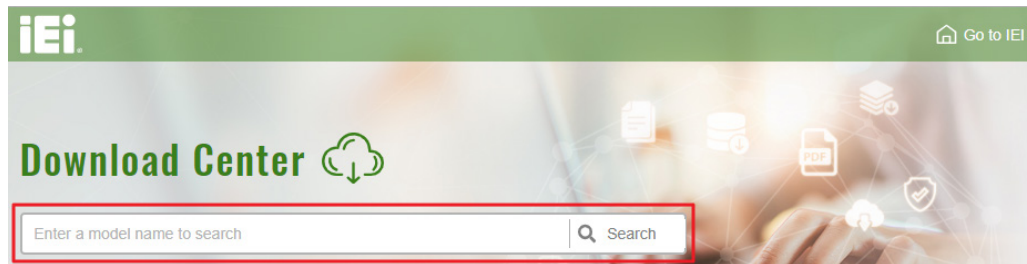 iEi
Go to IEI
Download Center
Enter a model name to search
Search
PDF